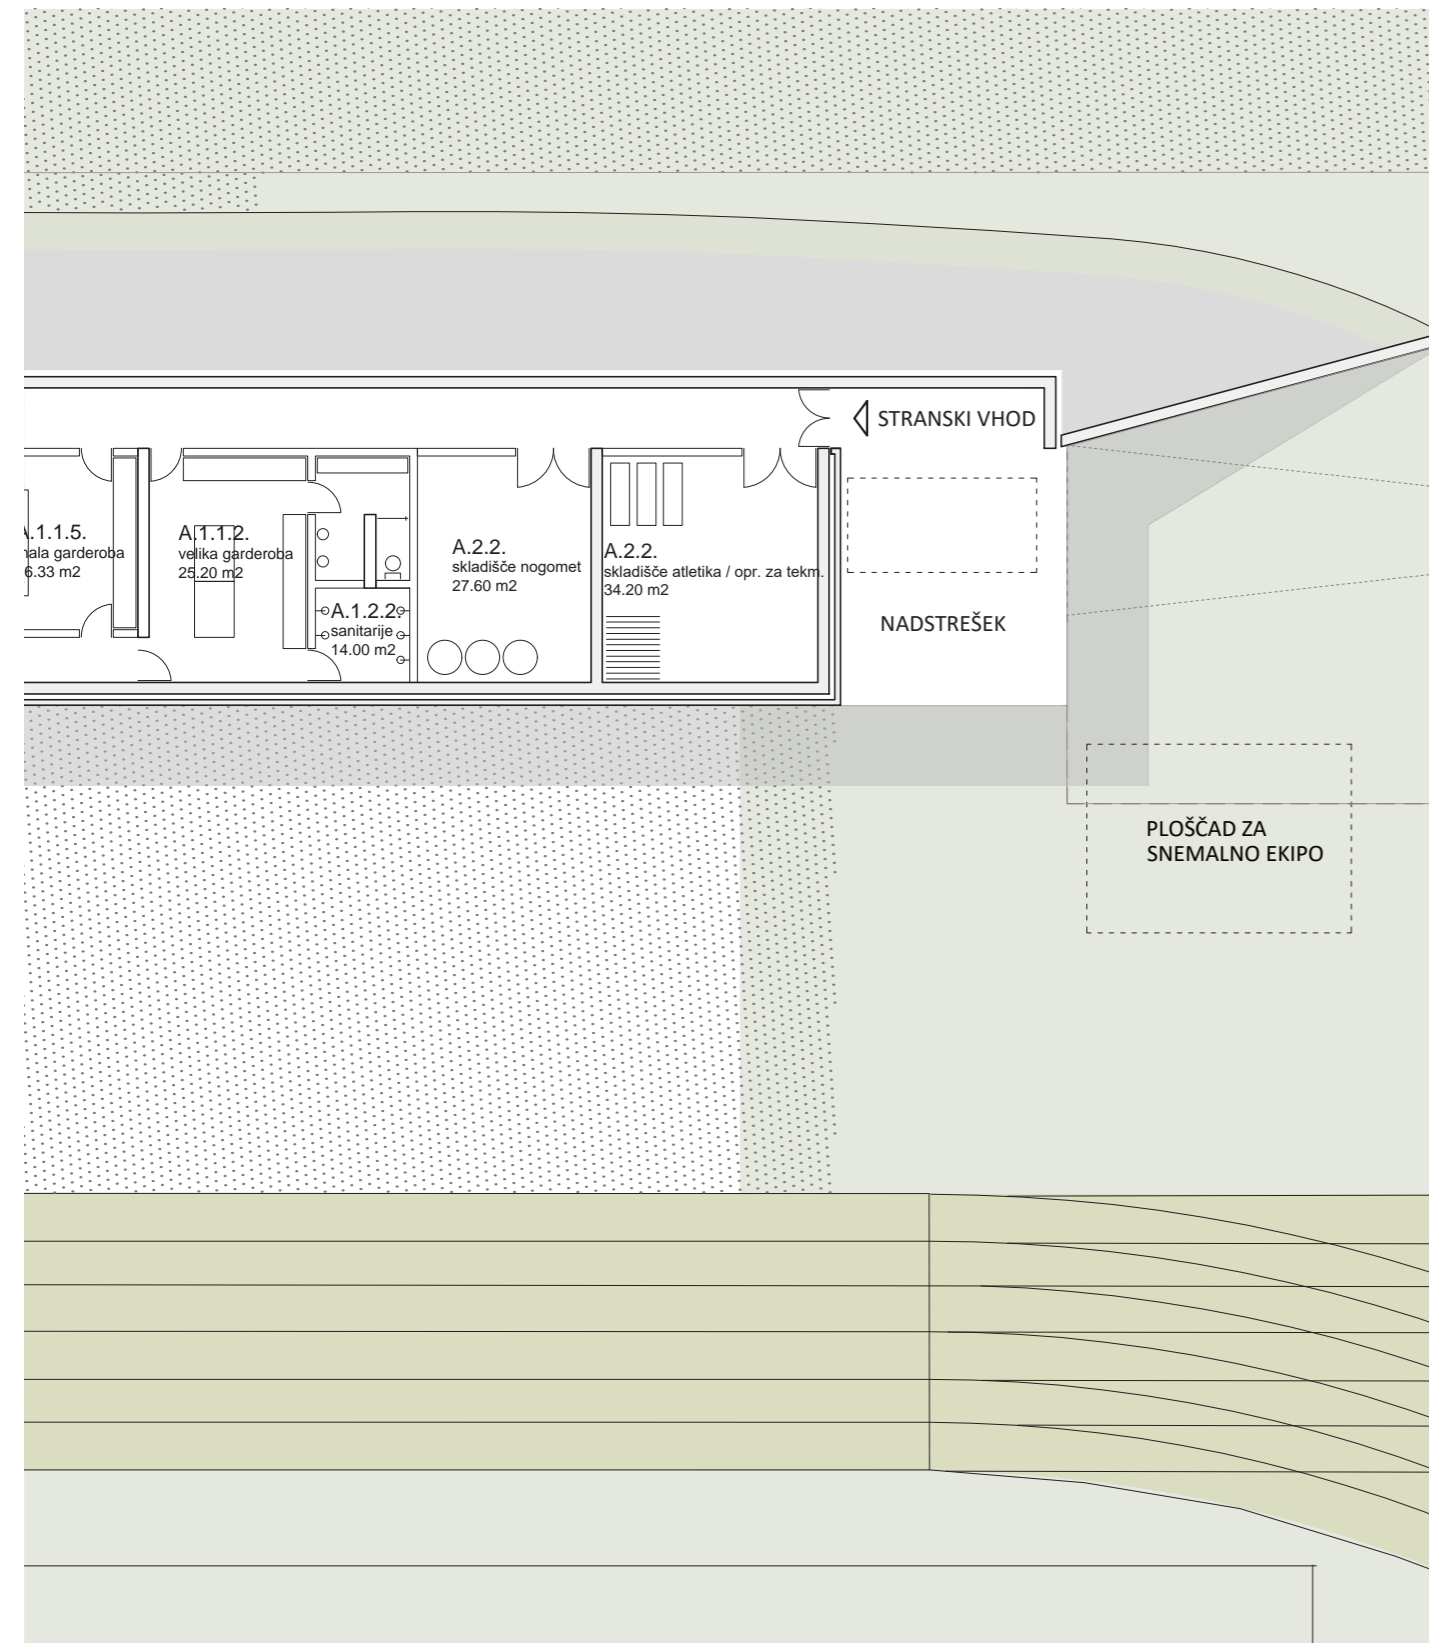 STRANSKI VHOD
A.1.1.5.
garderoba
6.33 m2
A.1.1.2.
velika garderoba
25.20 m2
A.1.2.2.
sanitarije
14.00 m2
A.2.2.
skladišče nogomet
27.60 m2
A.2.2.
skladišče atletika / opr. za tekm.
34.20 m2
NADSTREŠEK
PLOŠČAD ZA
SNEMALNO EKIPO